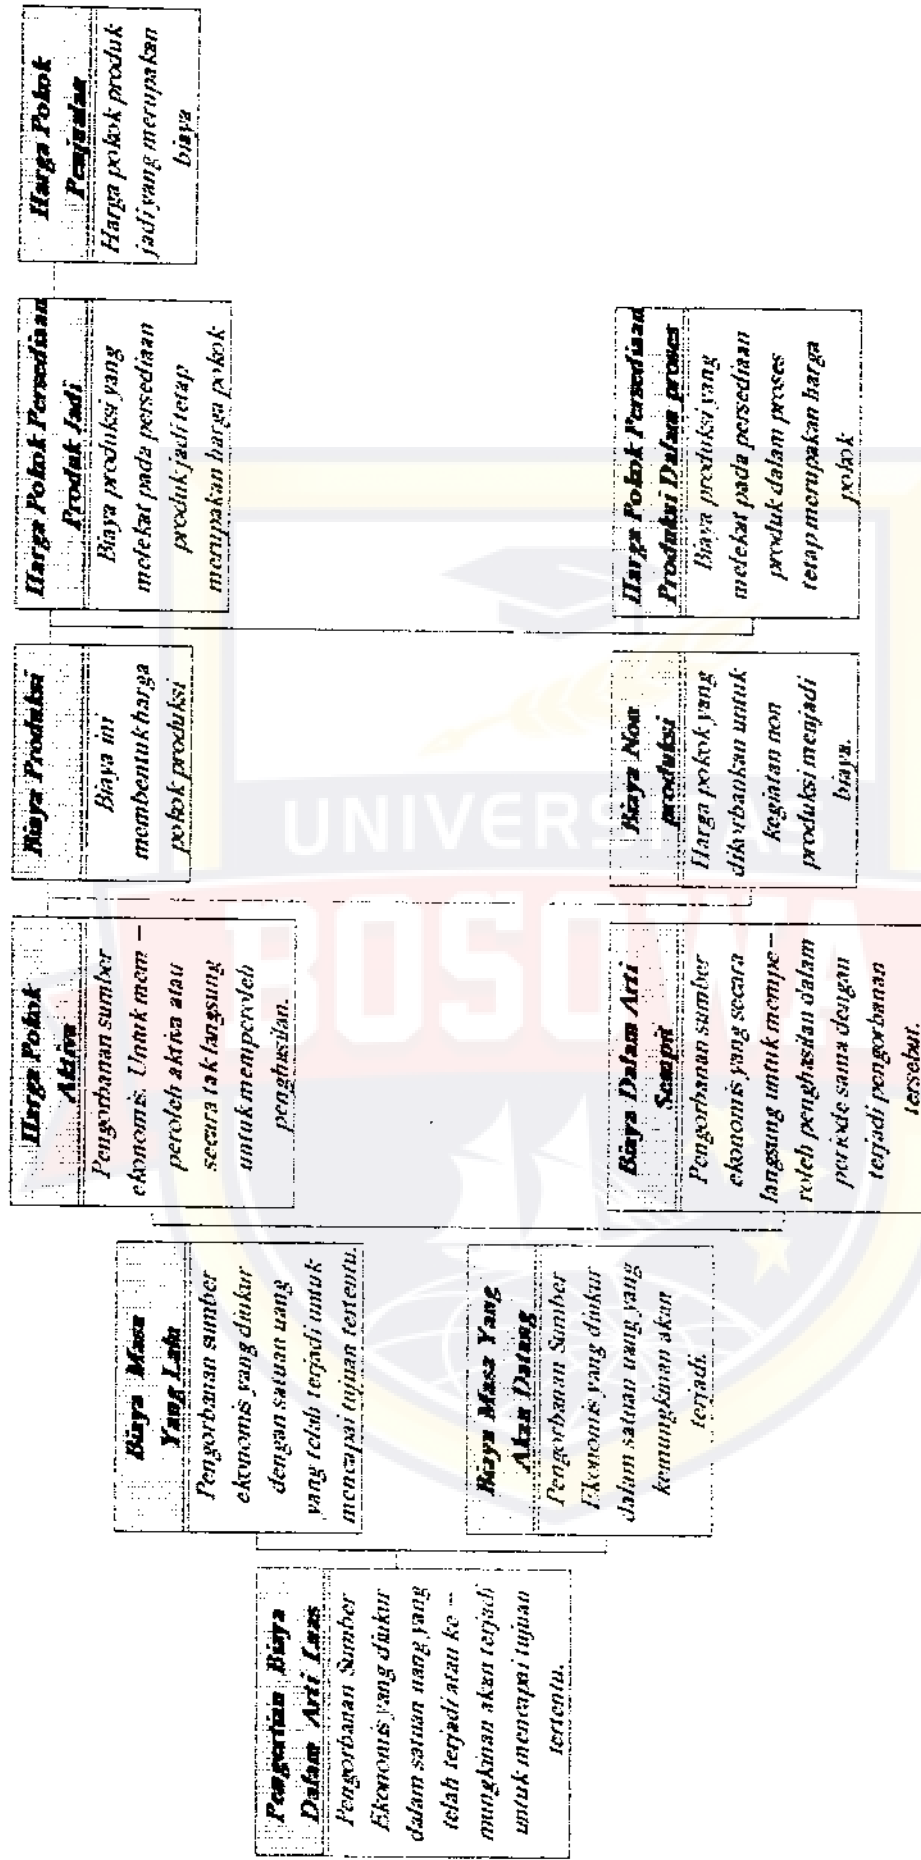 Pengertian Biaya
Dalam Arti Luas
Pengorbanan Sumber
Ekonomis yang diukur
dalam satuan uang yang
telah terjadi atau ke –
mungkinan akan terjadi
untuk mencapai tujuan
tertentu.
Biaya Masa
Yang Lalu
Pengorbanan sumber
ekonomis yang diukur
dengan satuan uang
yang telah terjadi untuk
mencapai tujuan tertentu.
Biaya Masa Yang
Akan Datang
Pengorbanan Sumber
Ekonomis yang diukur
dalam satuan uang yang
kemungkinan akan
terjadi.
Harga Pokok
Aktiva
Pengorbanan sumber
ekonomis. Untuk mem –
peroleh aktiva atau
secara tak langsung
untuk memperoleh
penghasilan.
Biaya Dalam Arti
Sempit
Pengorbanan sumber
ekonomis yang secara
langsung untuk mempe –
roleh penghasilan dalam
periode sama dengan
terjadi pengorbanan
tersebut
Biaya Produksi
Biaya ini
membentuk harga
pokok produksi
Biaya Non
produksi
Harga pokok yang
dikorbankan untuk
kegiatan non
produksi menjadi
biaya.
Harga Pokok Persediaan
Produk Jadi
Biaya produksi yang
melekat pada persediaan
produk jadi tetap
merupakan harga pokok
Harga Pokok Persediaan
Produksi Dalam proses
Biaya produksi yang
melekat pada persediaan
produk dalam proses
tetap merupakan harga
pokok
Harga Pokok
Penjualan
Harga pokok produk
jadi yang merupakan
biaya
UNIVERSITAS
BOSOWA